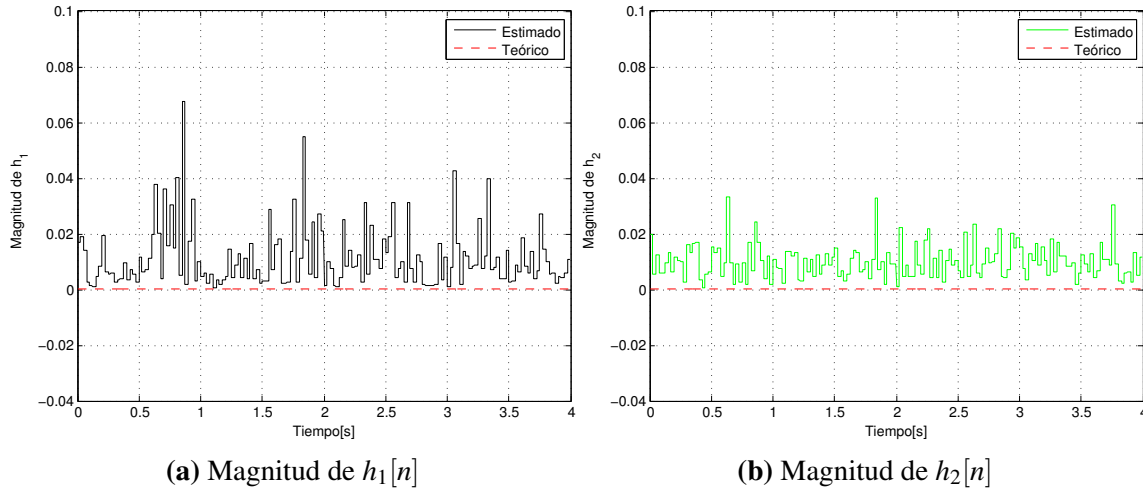 0.1
0.08
0.06
0.04
0.02
0
−0.02
−0.04
Magnitud de h1
0 0.5 1 1.5 2 2.5 3 3.5 4
Tiempo[s]
Estimado
Teórico
(a) Magnitud de h1[n]
0.1
0.08
0.06
0.04
0.02
0
−0.02
−0.04
Magnitud de h2
0 0.5 1 1.5 2 2.5 3 3.5 4
Tiempo[s]
Estimado
Teórico
(b) Magnitud de h2[n]